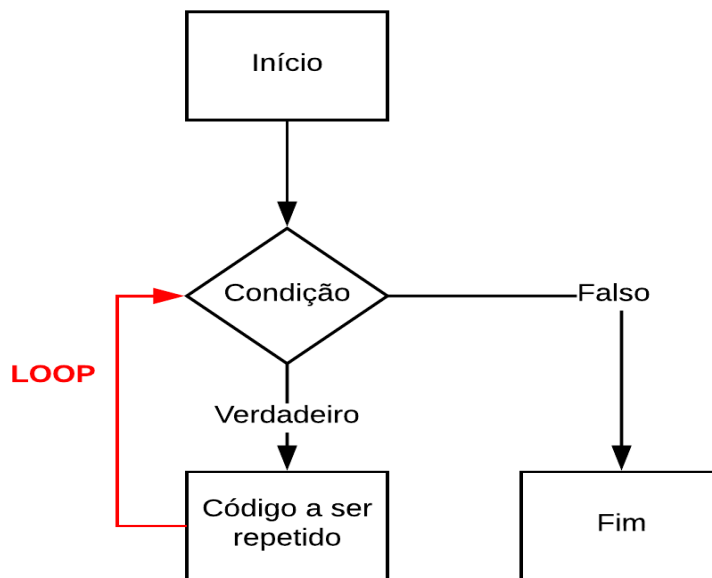 Início
Condição
Falso
LOOP
Verdadeiro
Código a ser
repetido
Fim